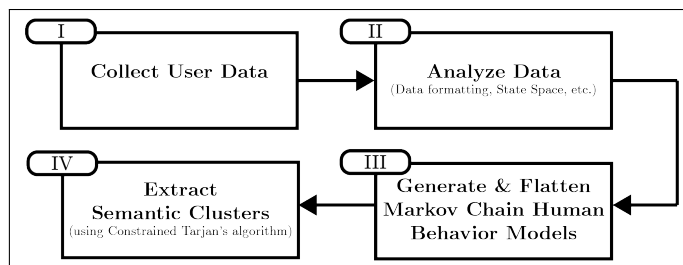 I
Collect User Data
II
Analyze Data
(Data formatting, State Space, etc.)
III
Generate & Flatten
Markov Chain Human
Behavior Models
IV
Extract
Semantic Clusters
(using Constrained Tarjan's algorithm)